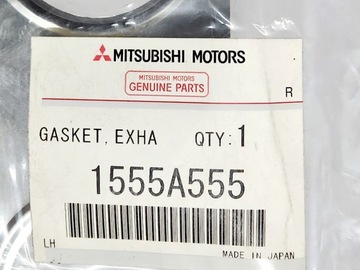 MITSUBISHI MOTORS
MITSUBISHI MOTORS
GENUINE PARTS
R
GASKET, EXHA QTY: 1
1555A555
LH
MADE IN JAPAN